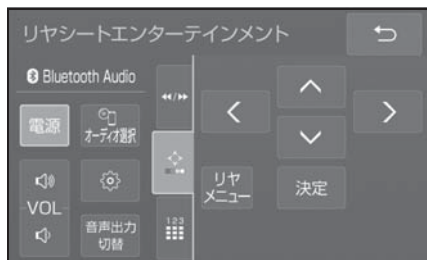 リヤシートエンターテインメント
Bluetooth Audio
電源
オーディオ選択
VOL
音声出力
切替
123
リヤ
メニュー
決定